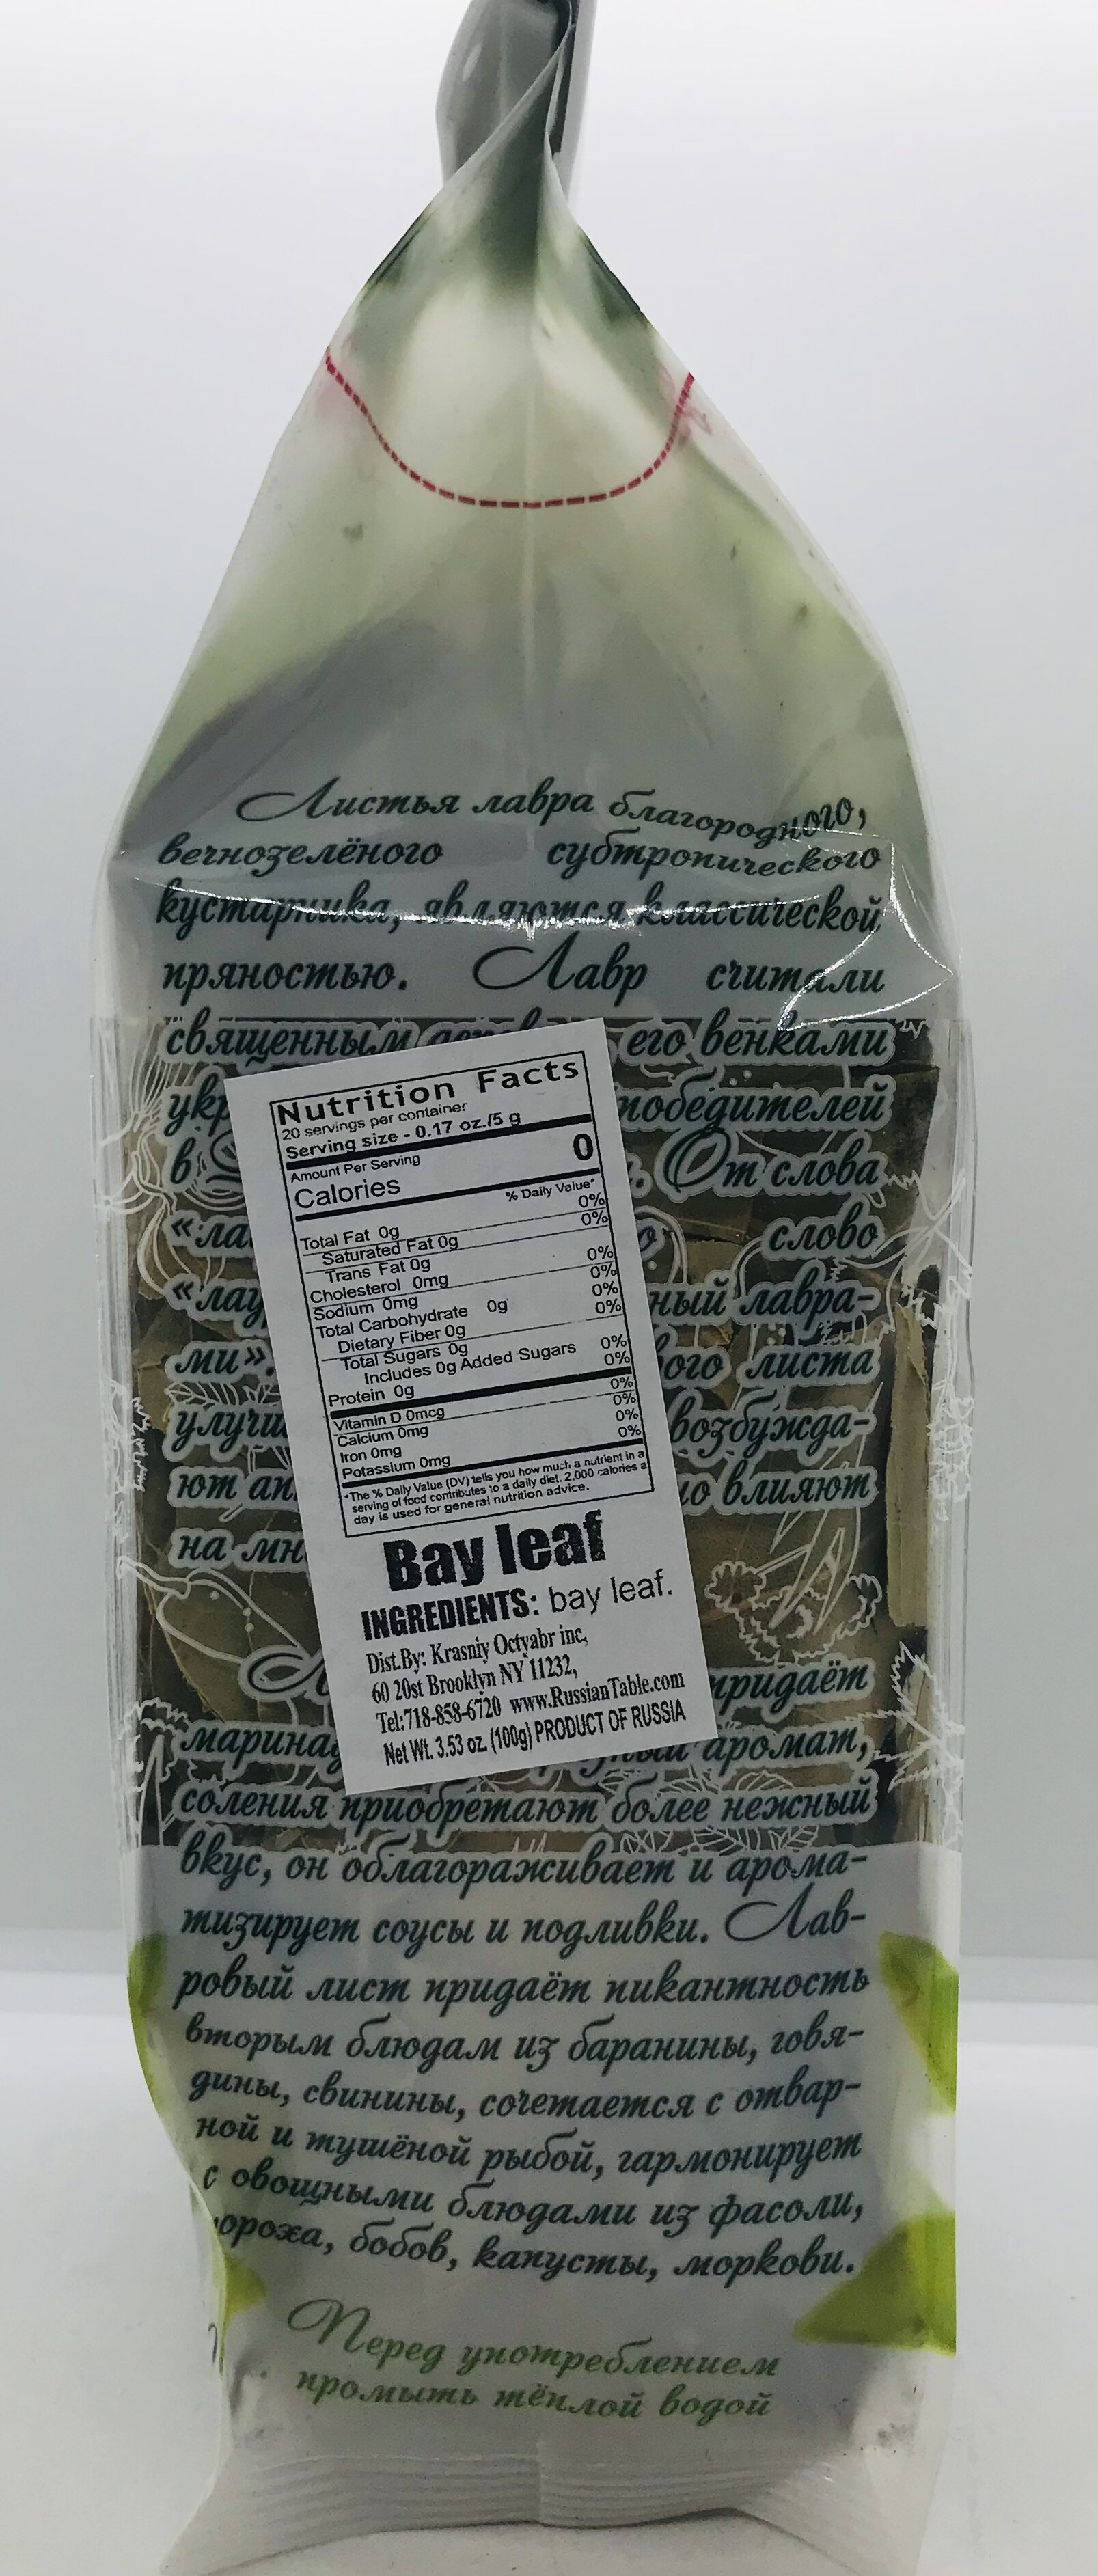 Листья лавра благородного,
вечнозелёного субтропического
кустарника, являются классической
пряностью. Лавр считали
священным его венками
победителей
в От слова
слово
лавра-
ми».
листа
возбужда-
ют влияют
на
придаёт
аромат,
соления приобретают более нежный
вкус, он облагораживает и арома-
тизирует соусы и подливки. Лав-
ровый лист придаёт пикантность
вторым блюдам из баранины, говя-
дины, свинины, сочетается с отвар-
ной и тушёной рыбой, гармонирует
с овощными блюдами из фасоли,
гороха, бобов, капусты, моркови.
Перед употреблением
промыть тёплой водой
Nutrition Facts
20 servings per container
Serving size - 0.17 oz./5 g
Amount Per Serving
Calories 0
% Daily Value*
Total Fat 0g 0%
Saturated Fat 0g 0%
Trans Fat 0g
Cholesterol 0mg 0%
Sodium 0mg 0%
Total Carbohydrate 0g 0%
Dietary Fiber 0g 0%
Total Sugars 0g
Includes 0g Added Sugars 0%
Protein 0g 0%
Vitamin D 0mcg 0%
Calcium 0mg 0%
Iron 0mg 0%
Potassium 0mg 0%
*The % Daily Value (DV) tells you how much a nutrient in a
serving of food contributes to a daily diet. 2,000 calories a
day is used for general nutrition advice.
Bay leaf
INGREDIENTS: bay leaf.
Dist.By: Krasniy Octyabr inc,
60 20st Brooklyn NY 11232,
Tel:718-858-6720 www.RussianTable.com
Net Wt. 3.53 oz. (100g) PRODUCT OF RUSSIA